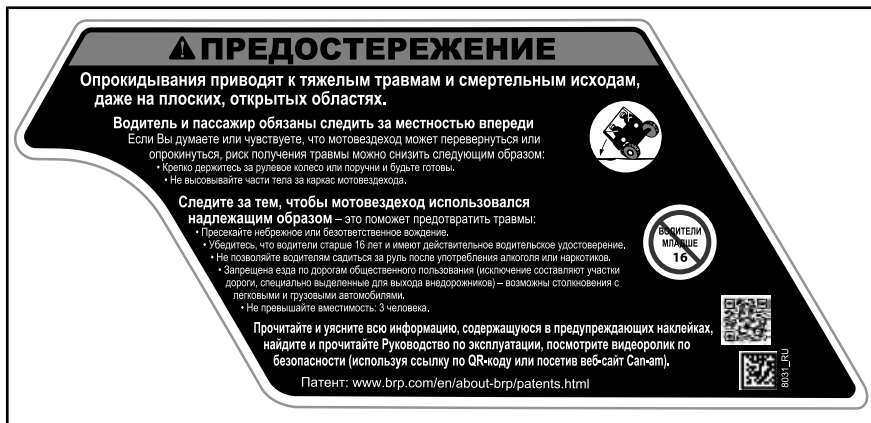 ПРЕДОСТЕРЕЖЕНИЕ
Опрокидывания приводят к тяжелым травмам и смертельным исходам,
даже на плоских, открытых областях.
Водитель и пассажир обязаны следить за местностью впереди
Если Вы думаете или чувствуете, что мотовездеход может перевернуться или
опрокинуться, риск получения травмы можно снизить следующим образом:
• Крепко держитесь за рулевое колесо или поручни и будьте готовы.
• Не высовывайте части тела за каркас мотовездехода.
Следите за тем, чтобы мотовездеход использовался
надлежащим образом – это поможет предотвратить травмы:
• Пресекайте небрежное или безответственное вождение.
• Убедитесь, что водители старше 16 лет и имеют действительное водительское удостоверение.
• Не позволяйте водителям садиться за руль после употребления алкоголя или наркотиков.
• Запрещена езда по дорогам общественного пользования (исключение составляют участки
дороги, специально выделенные для выхода внедорожников) – возможны столкновения с
легковыми и грузовыми автомобилями.
• Не превышайте вместимость: 3 человека.
ВОДИТЕЛИ
МЛАДШЕ
16
Прочитайте и уясните всю информацию, содержащуюся в предупреждающих наклейках,
найдите и прочитайте Руководство по эксплуатации, посмотрите видеоролик по
безопасности (используя ссылку по QR-коду или посетив веб-сайт Can-am).
Патент: www.brp.com/en/about-brp/patents.html
8031_RU